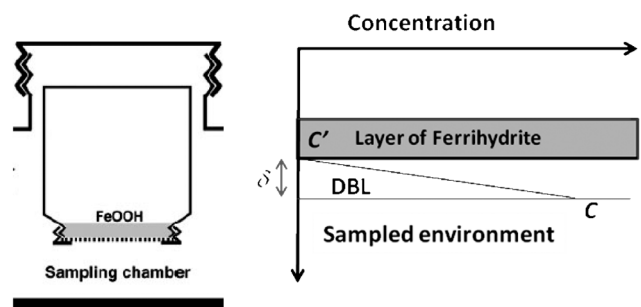 FeOOH
Sampling chamber
Concentration
C' Layer of Ferrihydrite
δ
DBL
C
Sampled environment